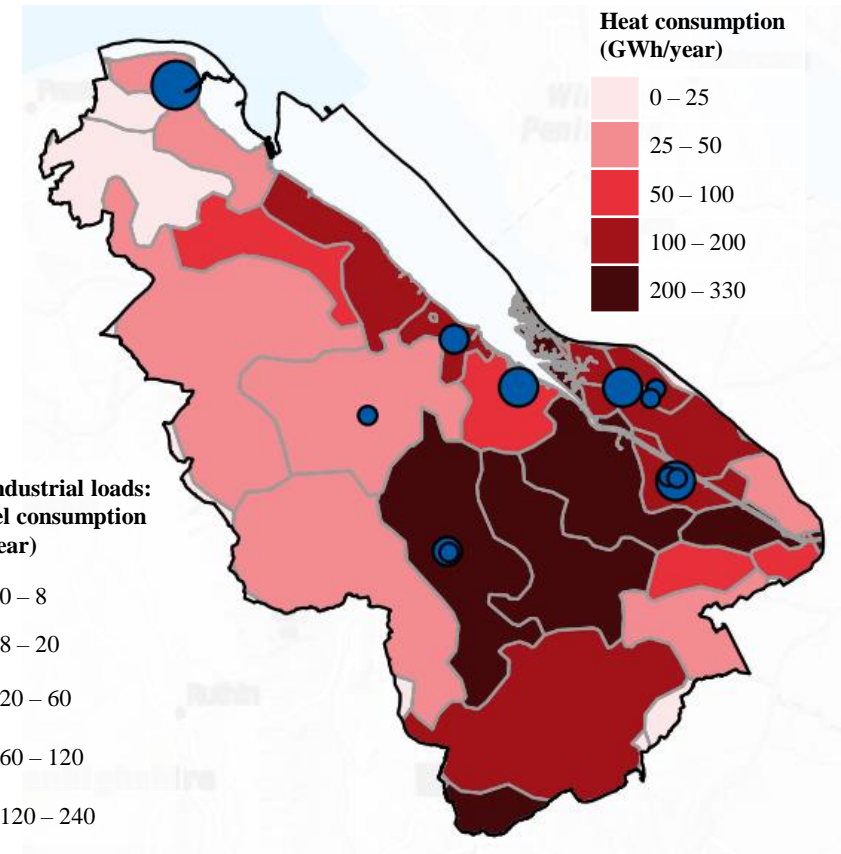 Heat consumption
(GWh/year)
0 – 25
25 – 50
50 – 100
100 – 200
200 – 330
ndustrial loads:
el consumption
ear)
0 – 8
8 – 20
20 – 60
60 – 120
120 – 240
Ruthin